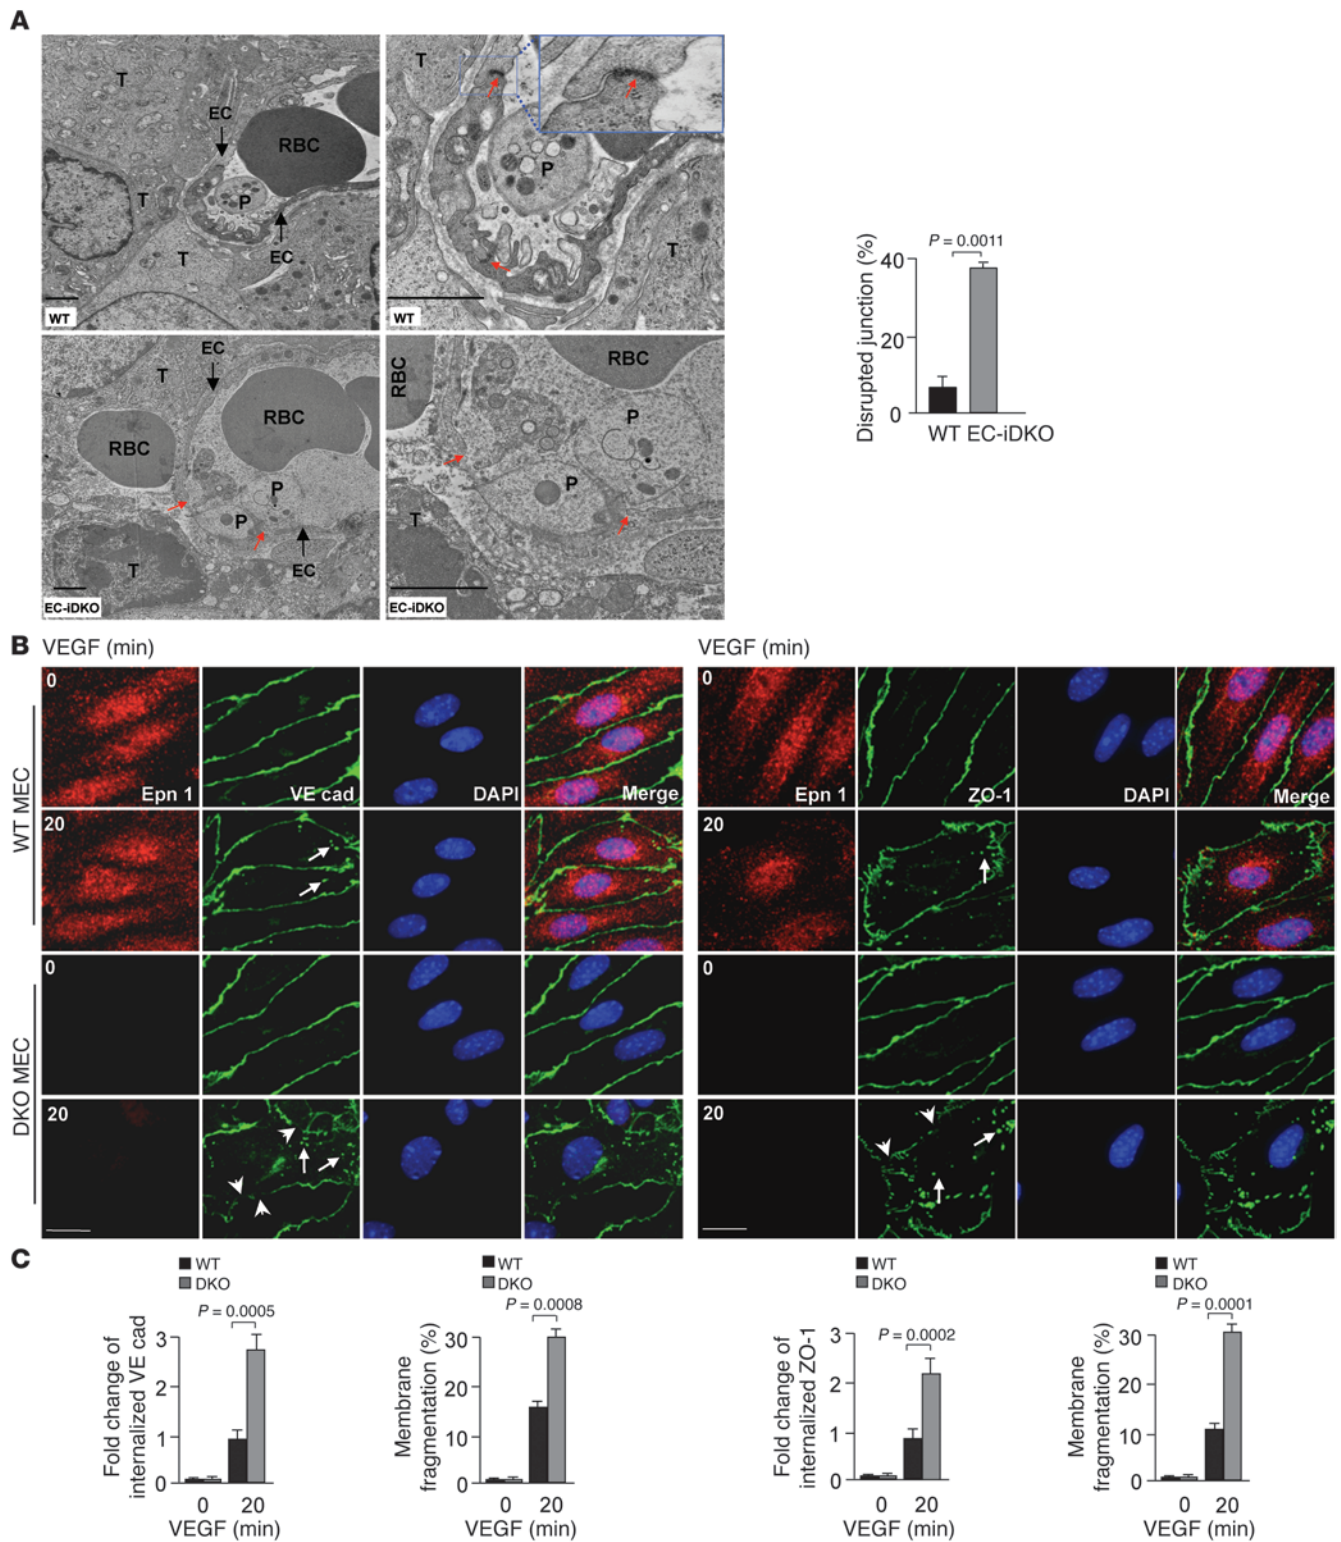 A
T
EC
RBC
T
P
T
EC
WT
T
P
T
WT
EC
T
RBC
RBC
P
P
T
EC
EC-iDKO
RBC
RBC
P
P
T
EC-iDKO
P = 0.0011
Disrupted junction (%)
40
20
0
WT EC-iDKO
B
VEGF (min)
VEGF (min)
WT MEC
0
Epn 1
VE cad
DAPI
Merge
20
DKO MEC
0
20
0
Epn 1
ZO-1
DAPI
Merge
20
0
20
C
WT
DKO
P = 0.0005
Fold change of
internalized VE cad
3
2
1
0
0 20
VEGF (min)
WT
DKO
P = 0.0008
Membrane
fragmentation (%)
30
20
10
0
0 20
VEGF (min)
WT
DKO
P = 0.0002
Fold change of
internalized ZO-1
3
2
1
0
0 20
VEGF (min)
WT
DKO
P = 0.0001
Membrane
fragmentation (%)
30
20
10
0
0 20
VEGF (min)